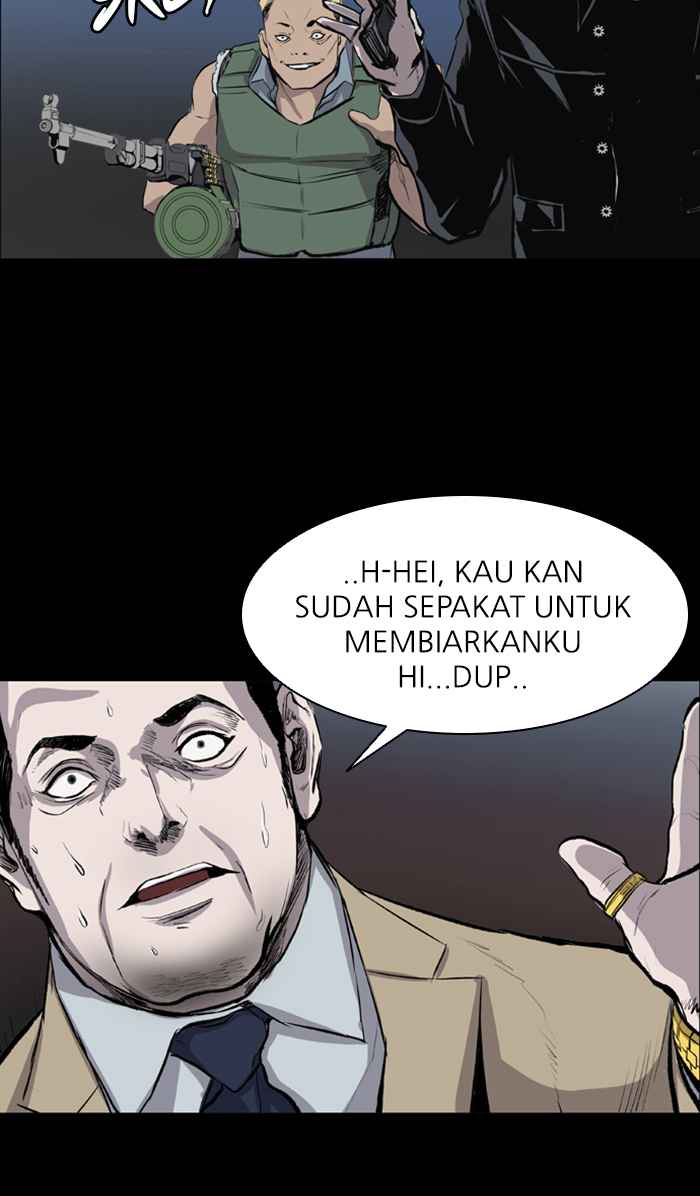 ..H-HEI, KAU KAN
SUDAH SEPAKAT UNTUK
MEMBIARKANKU
HI...DUP..